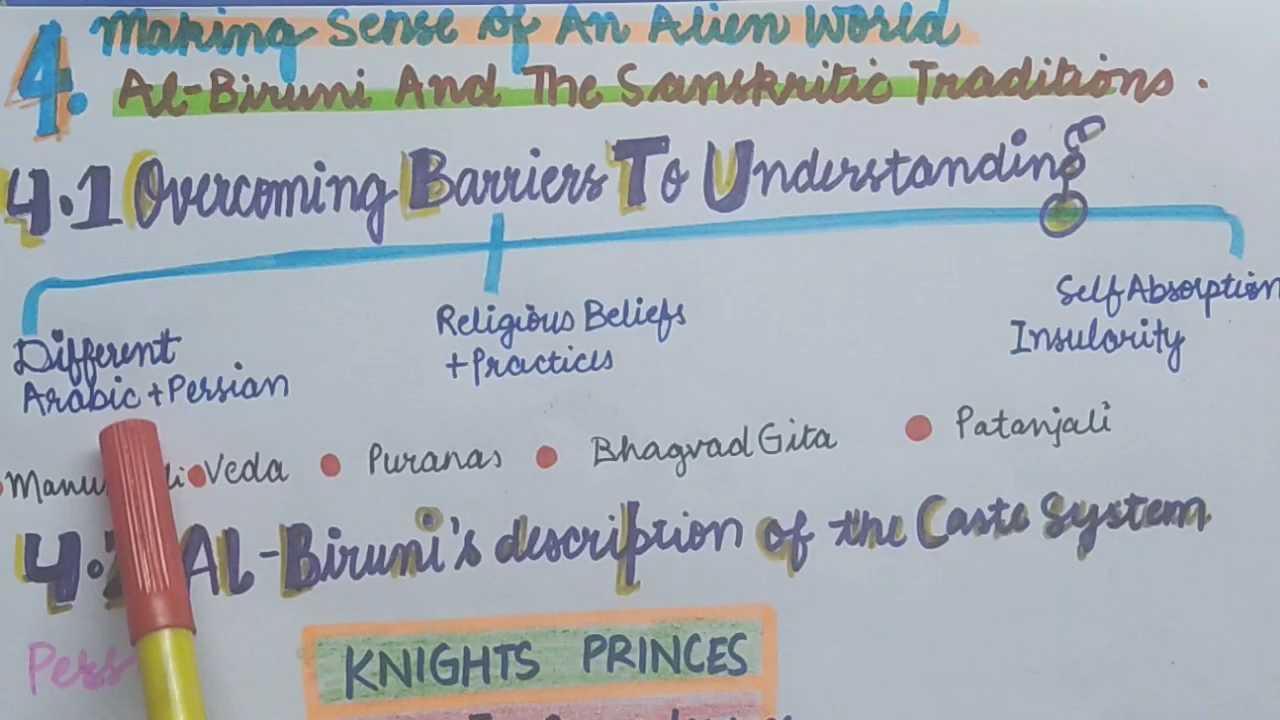 4. Making Sense of An Alien World
Al-Biruni And The Sanskritic Traditions.
4.1 Overcoming Barriers To Understanding
Different
Arabic + Persian
Religious Beliefs
+ Practices
Self Absorption
Insularity
Veda • Puranas • Bhagvad Gita • Patanjali
Al-Biruni's description of the Caste System
KNIGHTS PRINCES